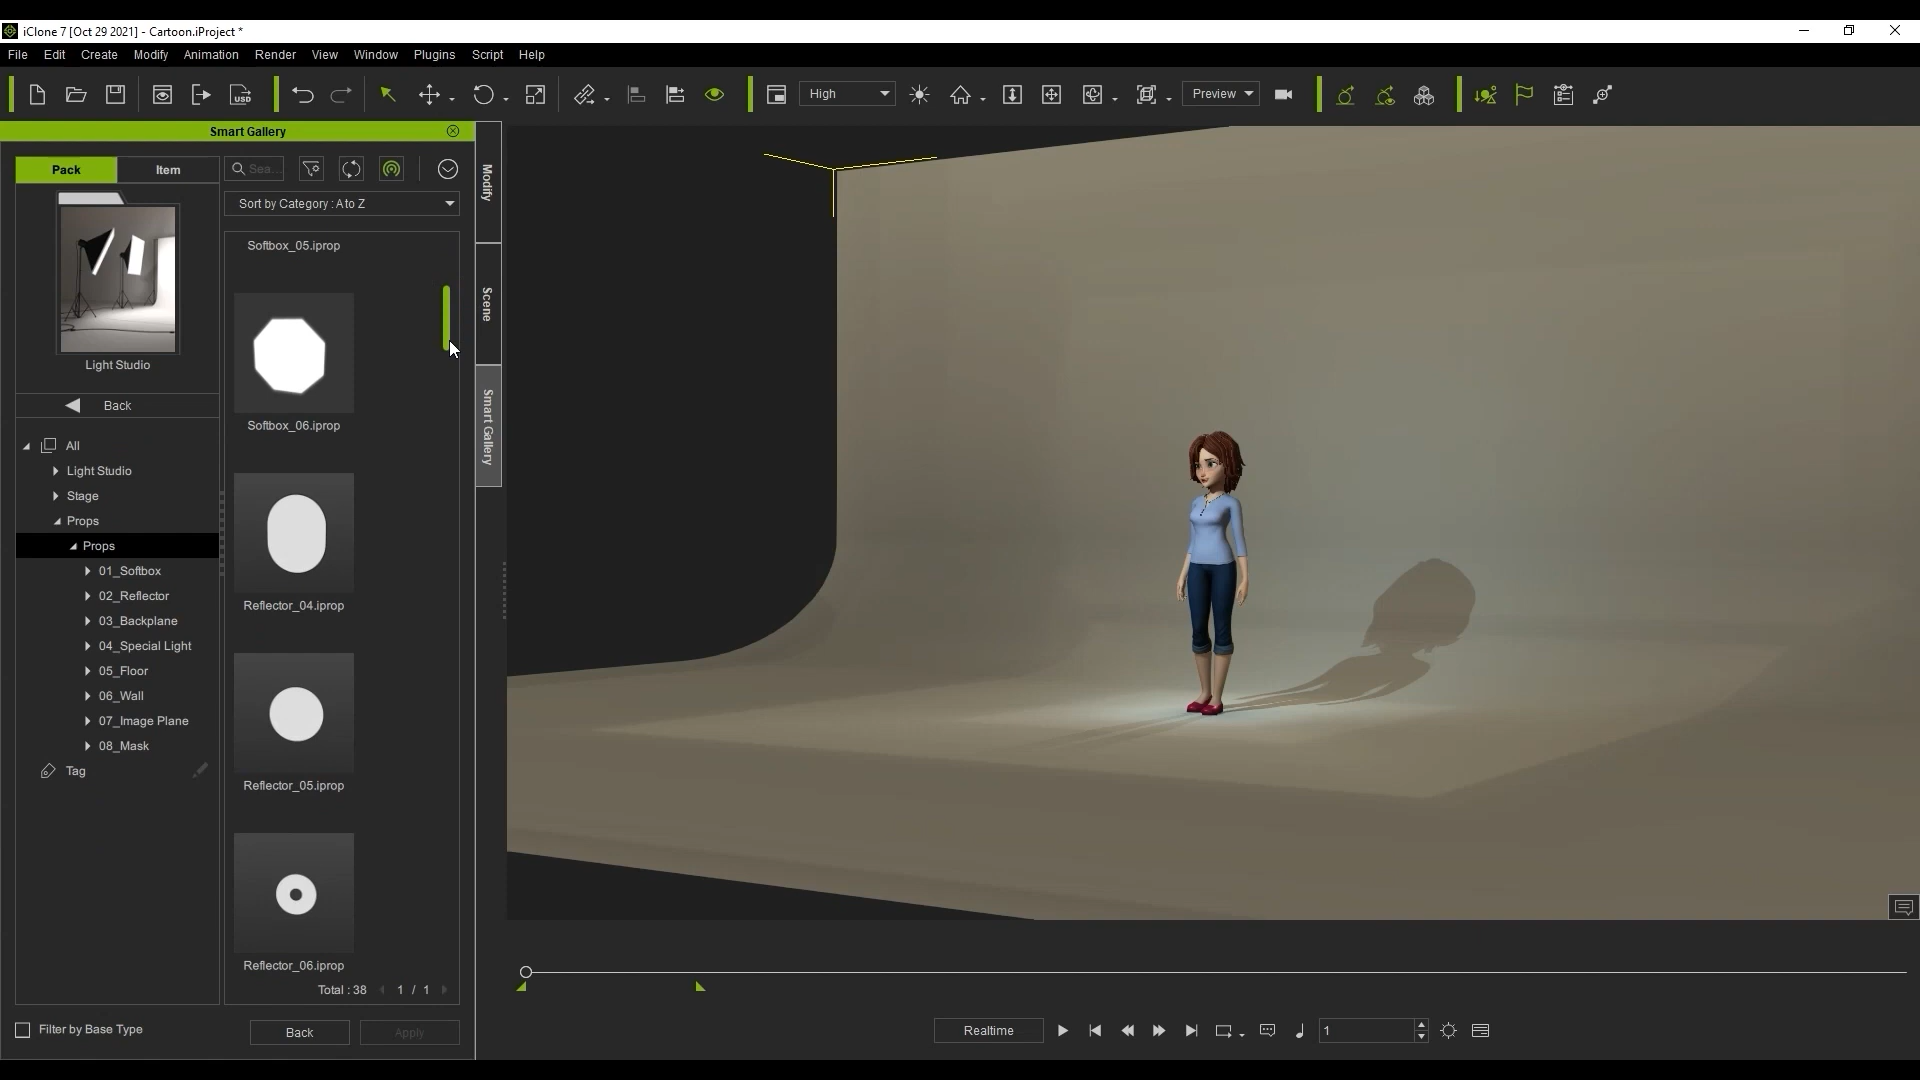 iClone 7 [Oct 29 2021] - Cartoon.iProject *
File Edit Create Modify Animation Render View Window Plugins Script Help
USD
High
Preview
Smart Gallery
Pack
Item
Sea...
Sort by Category : A to Z
Light Studio
Back
All
Light Studio
Stage
Props
Props
01_Softbox
02_Reflector
03_Backplane
04_Special Light
05_Floor
06_Wall
07_Image Plane
08_Mask
Tag
Softbox_05.iprop
Softbox_06.iprop
Reflector_04.iprop
Reflector_05.iprop
Reflector_06.iprop
Total : 38 1 / 1
Filter by Base Type
Back
Apply
Modify
Scene
Smart Gallery
Realtime
1